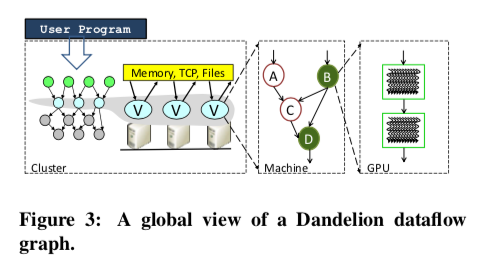 User Program
Memory, TCP, Files
V V V
A B
C
D
Cluster
Machine
GPU
Figure 3: A global view of a Dandelion dataflow
graph.